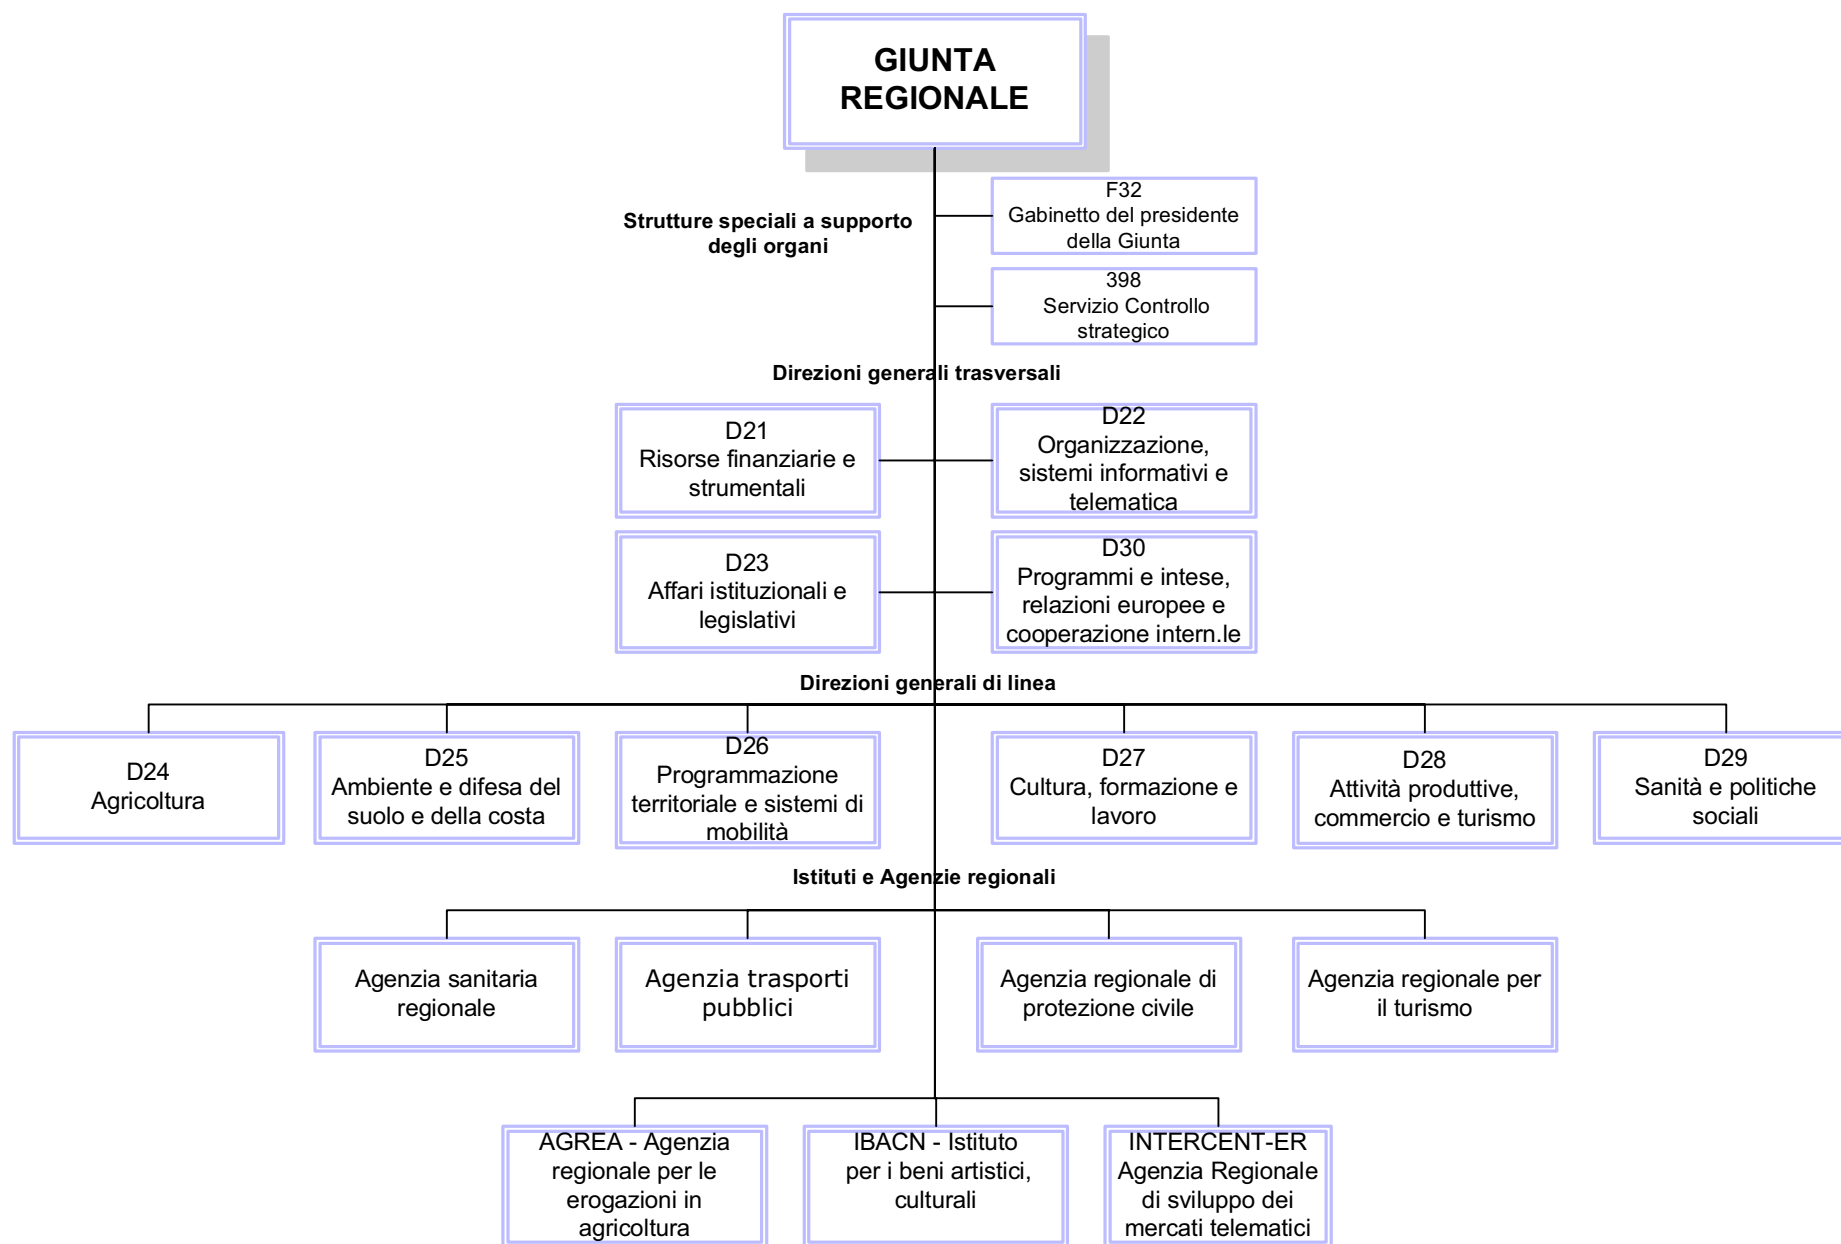 GIUNTA
REGIONALE
Strutture speciali a supporto
degli organi
F32
Gabinetto del presidente
della Giunta
398
Servizio Controllo
strategico
Direzioni generali trasversali
D21
Risorse finanziarie e
strumentali
D22
Organizzazione,
sistemi informativi e
telematica
D23
Affari istituzionali e
legislativi
D30
Programmi e intese,
relazioni europee e
cooperazione intern.le
Direzioni generali di linea
D24
Agricoltura
D25
Ambiente e difesa del
suolo e della costa
D26
Programmazione
territoriale e sistemi di
mobilità
D27
Cultura, formazione e
lavoro
D28
Attività produttive,
commercio e turismo
D29
Sanità e politiche
sociali
Istituti e Agenzie regionali
Agenzia sanitaria
regionale
Agenzia trasporti
pubblici
Agenzia regionale di
protezione civile
Agenzia regionale per
il turismo
AGREA - Agenzia
regionale per le
erogazioni in
agricoltura
IBACN - Istituto
per i beni artistici,
culturali
INTERCENT-ER
Agenzia Regionale
di sviluppo dei
mercati telematici